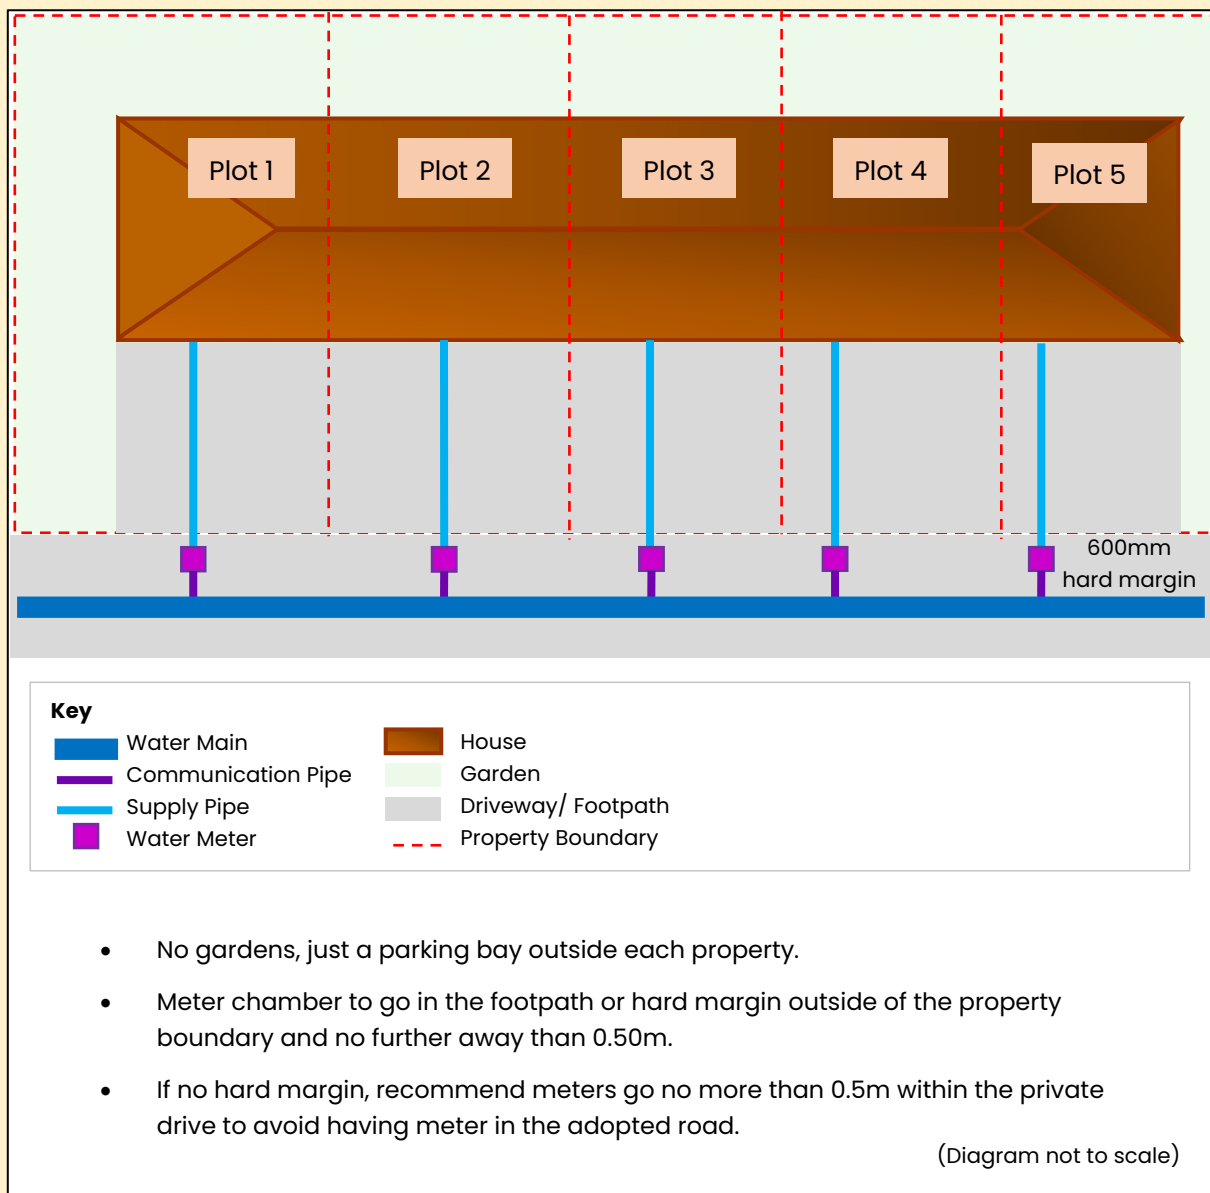 Plot 1
Plot 2
Plot 3
Plot 4
Plot 5
600mm
hard margin
Key
Water Main
Communication Pipe
Supply Pipe
Water Meter
House
Garden
Driveway/ Footpath
Property Boundary
• No gardens, just a parking bay outside each property.
• Meter chamber to go in the footpath or hard margin outside of the property
boundary and no further away than 0.50m.
• If no hard margin, recommend meters go no more than 0.5m within the private
drive to avoid having meter in the adopted road.
(Diagram not to scale)